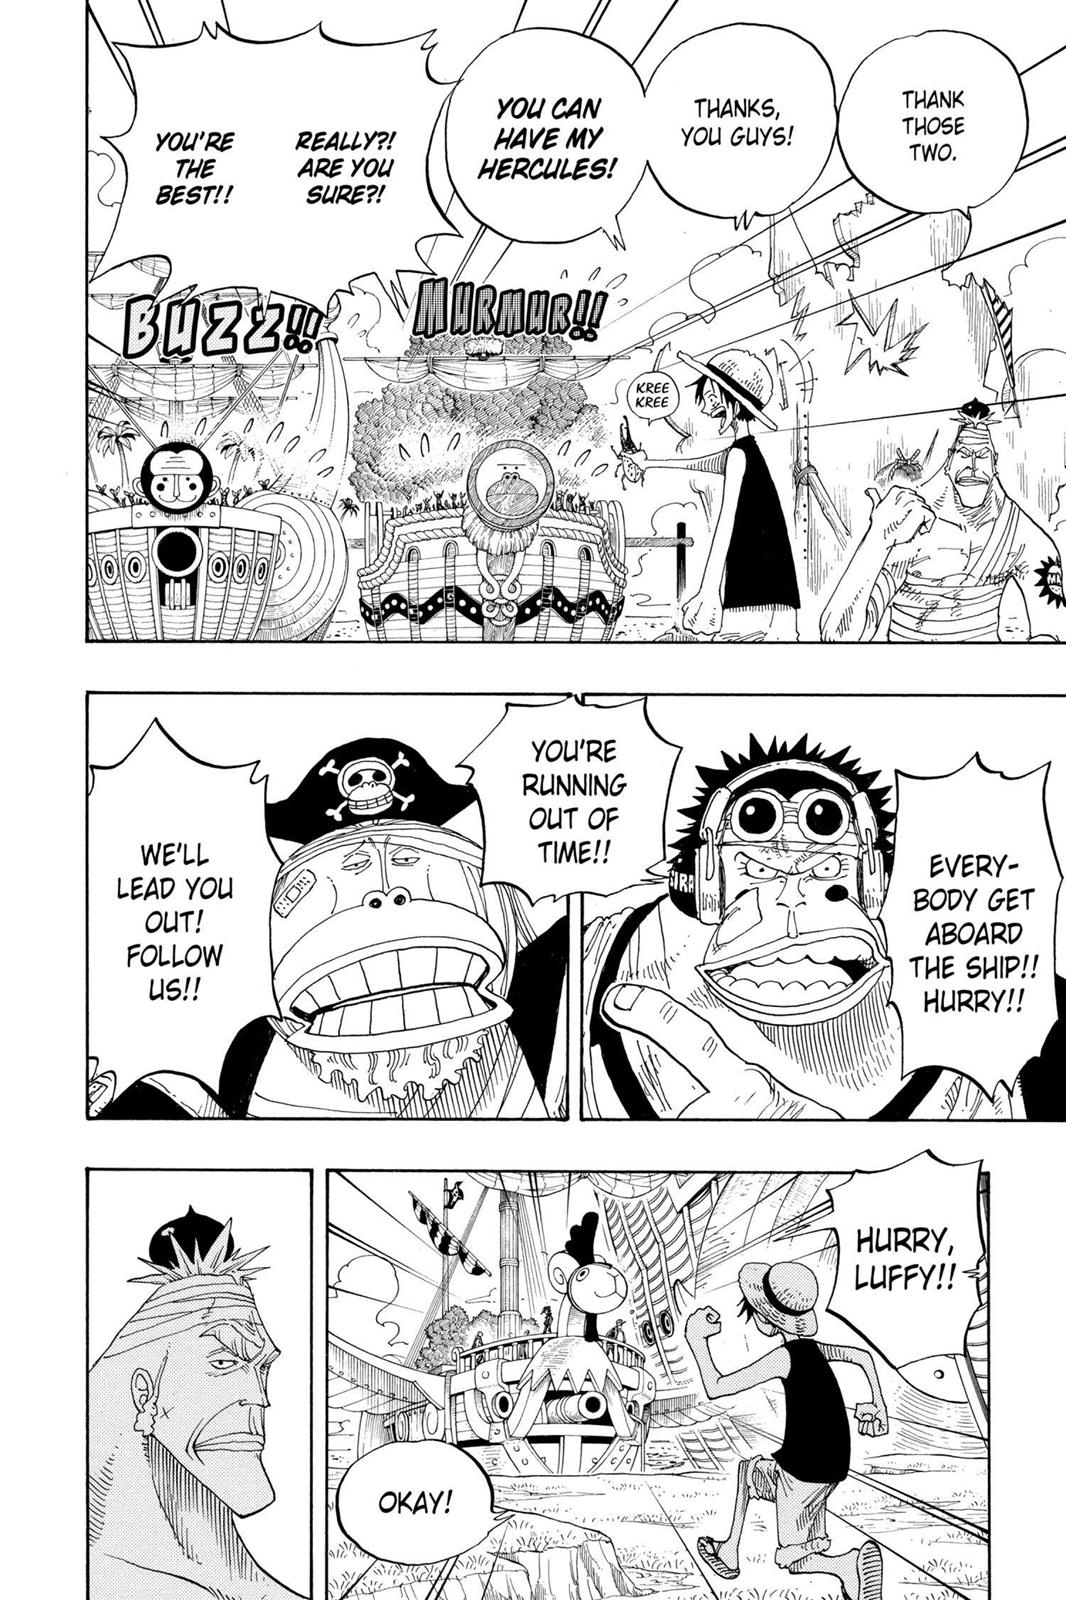 THANK
THOSE
TWO.
THANKS,
YOU GUYS!
YOU CAN
HAVE MY
HERCULES!
REALLY?!
ARE YOU
SURE?!
YOU'RE
THE
BEST!!
MURMUR!!
BUZZ!!
KREE
KREE
MA
EVERY-
BODY GET
ABOARD
THE SHIP!!
HURRY!!
YOU'RE
RUNNING
OUT OF
TIME!!
WE'LL
LEAD YOU
OUT!
FOLLOW
US!!
HURRY,
LUFFY!!
OKAY!